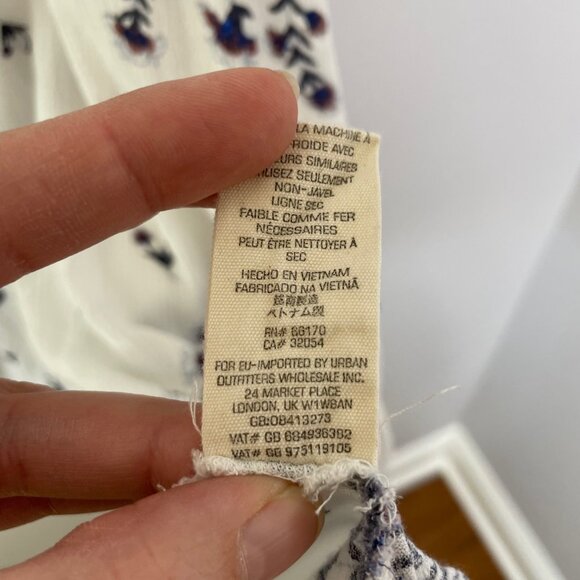 LA MACHINE À
FROIDE AVEC
SIMILAIRES
SEULEMENT
NON-JAVEL
LIGNE SEC
FAIBLE COMME FER
NÉCESSAIRES
PEUT ÊTRE NETTOYER À
SEC
HECHO EN VIETNAM
FABRICADO NA VIETNÃ
越南製造
ベトナム製
RN# 66170
CA# 32054
FOR EU-IMPORTED BY URBAN
OUTFITTERS WHOLESALE INC.
24 MARKET PLACE
LONDON, UK W1W8AN
GB:08413273
VAT# GB 684936362
VAT# GB 975119105